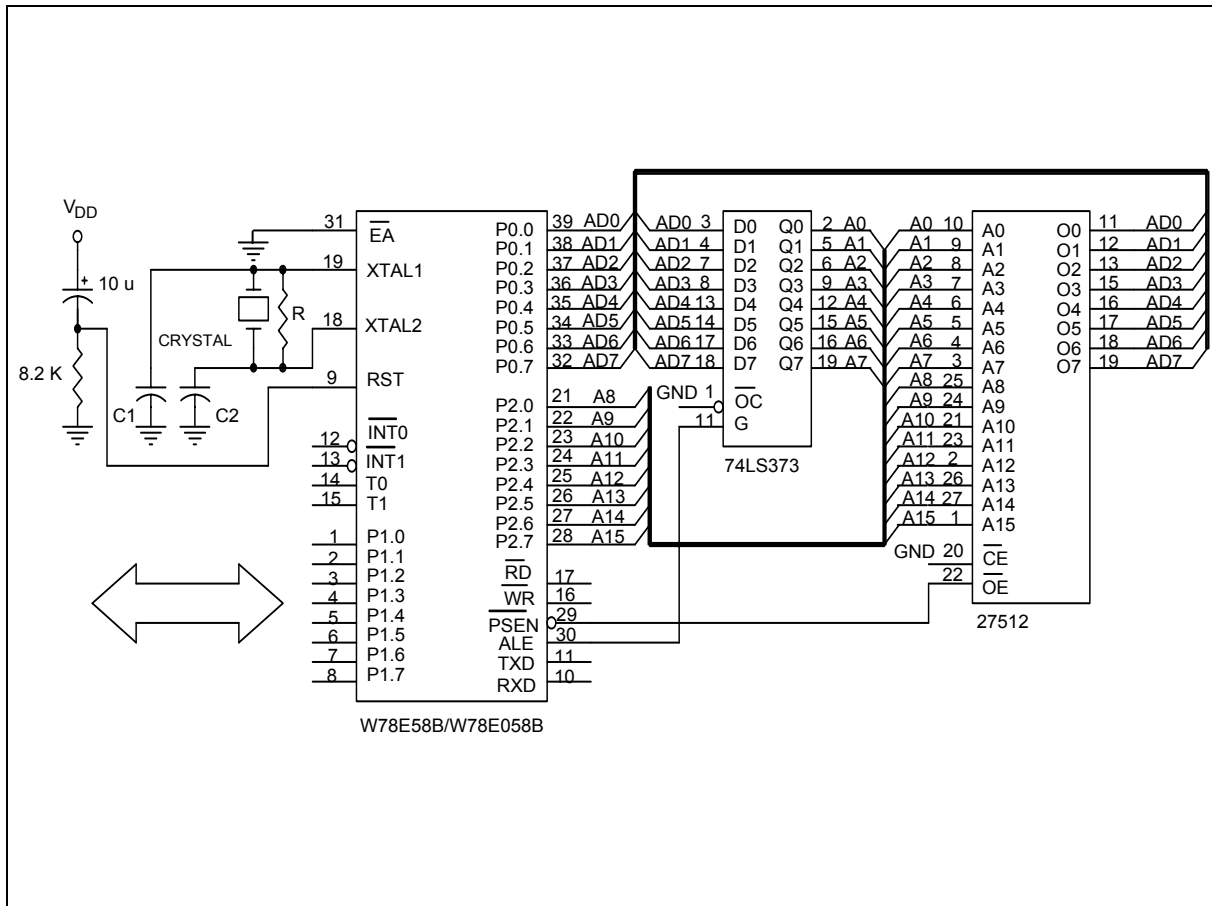 VDD
10 u
8.2 K
C1
C2
CRYSTAL
R
31 EA
19 XTAL1
18 XTAL2
9 RST
12 INT0
13 INT1
14 T0
15 T1
1 P1.0
2 P1.1
3 P1.2
4 P1.3
5 P1.4
6 P1.5
7 P1.6
8 P1.7
P0.0 39 AD0
P0.1 38 AD1
P0.2 37 AD2
P0.3 36 AD3
P0.4 35 AD4
P0.5 34 AD5
P0.6 33 AD6
P0.7 32 AD7
P2.0 21 A8
P2.1 22 A9
P2.2 23 A10
P2.3 24 A11
P2.4 25 A12
P2.5 26 A13
P2.6 27 A14
P2.7 28 A15
RD 17
WR 16
PSEN 29
ALE 30
TXD 11
RXD 10
W78E58B/W78E058B
AD0 3 D0 Q0 2 A0
AD1 4 D1 Q1 5 A1
AD2 7 D2 Q2 6 A2
AD3 8 D3 Q3 9 A3
AD4 13 D4 Q4 12 A4
AD5 14 D5 Q5 15 A5
AD6 17 D6 Q6 16 A6
AD7 18 D7 Q7 19 A7
GND 1 OC
11 G
74LS373
A0 10 A0 O0 11 AD0
A1 9 A1 O1 12 AD1
A2 8 A2 O2 13 AD2
A3 7 A3 O3 15 AD3
A4 6 A4 O4 16 AD4
A5 5 A5 O5 17 AD5
A6 4 A6 O6 18 AD6
A7 3 A7 O7 19 AD7
A8 25 A8
A9 24 A9
A10 21 A10
A11 23 A11
A12 2 A12
A13 26 A13
A14 27 A14
A15 1 A15
GND 20 CE
22 OE
27512